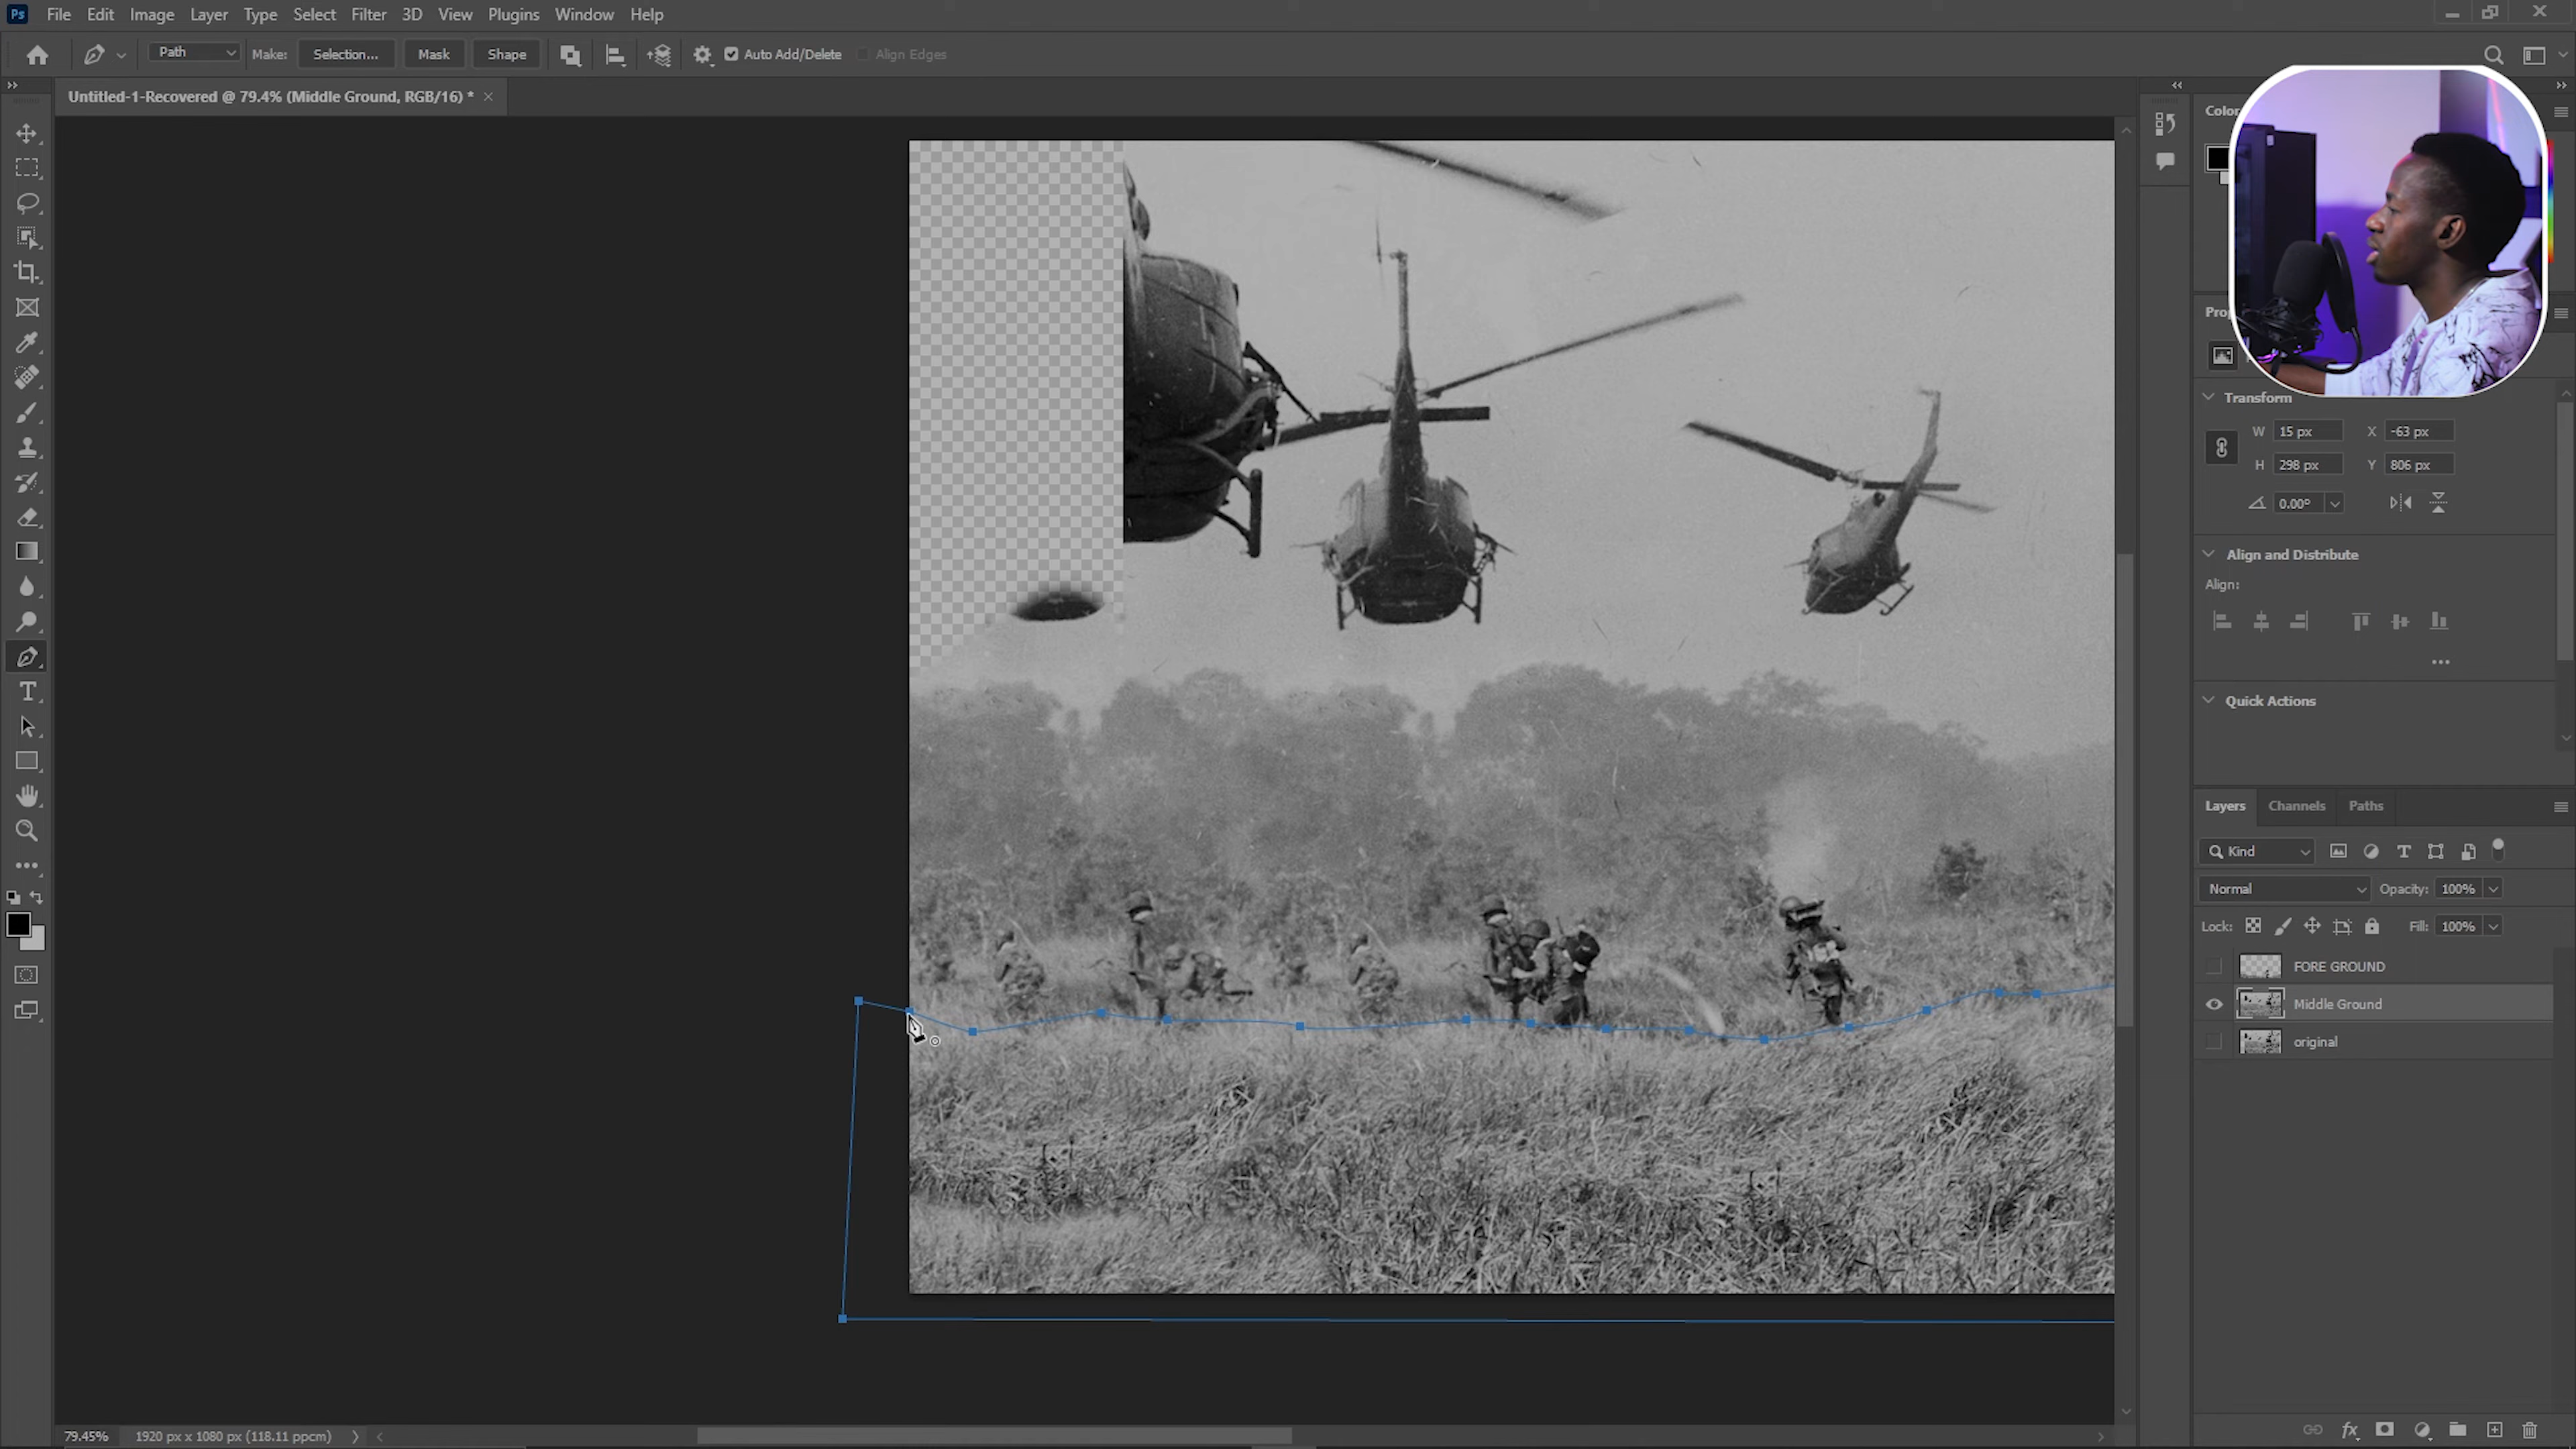 Ps File Edit Image Layer Type Select Filter 3D View Plugins Window Help
Path Make: Selection... Mask Shape Auto Add/Delete Align Edges
Untitled-1-Recovered @ 79.4% (Middle Ground, RGB/16) *
Color
Transform
W 15 px X -63 px
H 298 px Y 806 px
0.00°
Align and Distribute
Align:
Quick Actions
Layers Channels Paths
Kind
Normal Opacity: 100%
Lock: Fill: 100%
FORE GROUND
Middle Ground
original
79.45% 1920 px x 1080 px (118.11 ppcm)